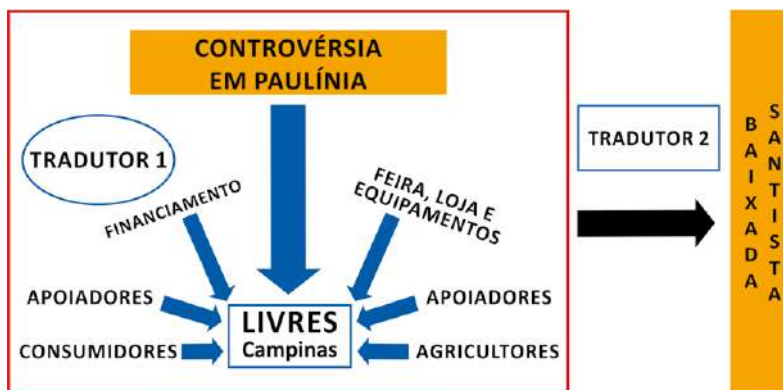 CONTROVÉRSIA
EM PAULÍNIA
TRADUTOR 1
FINANCIAMENTO
FEIRA, LOJA E
EQUIPAMENTOS
APOIADORES
APOIADORES
LIVRES
Campinas
CONSUMIDORES
AGRICULTORES
TRADUTOR 2
BAIXADA
SANTISTA